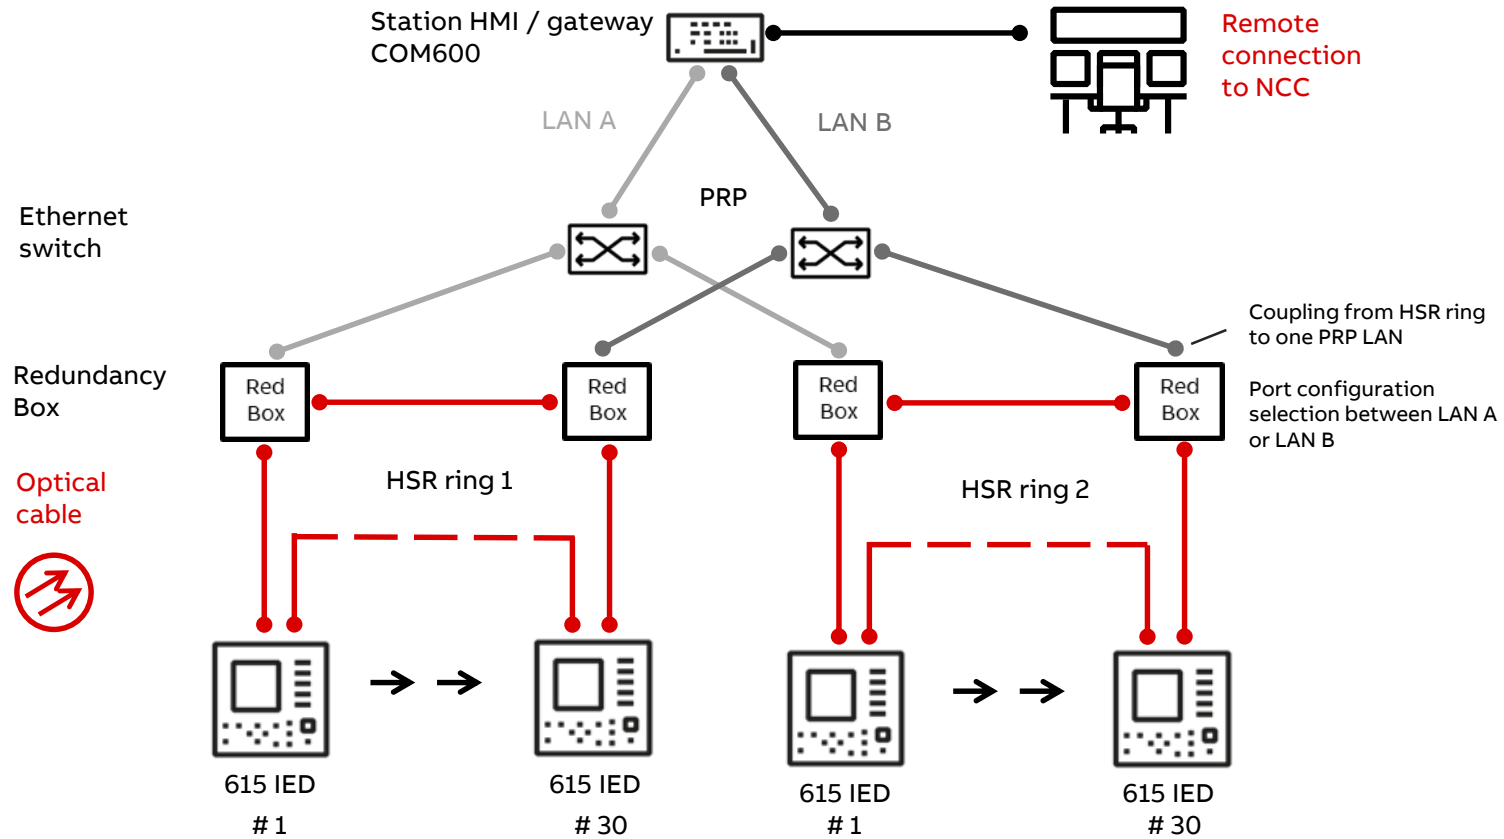 Station HMI / gateway
COM600
Remote
connection
to NCC
LAN A
LAN B
PRP
Ethernet
switch
Coupling from HSR ring
to one PRP LAN
Redundancy
Box
Red
Box
Red
Box
Red
Box
Red
Box
Port configuration
selection between LAN A
or LAN B
Optical
cable
HSR ring 1
HSR ring 2
615 IED
# 1
615 IED
# 30
615 IED
# 1
615 IED
# 30